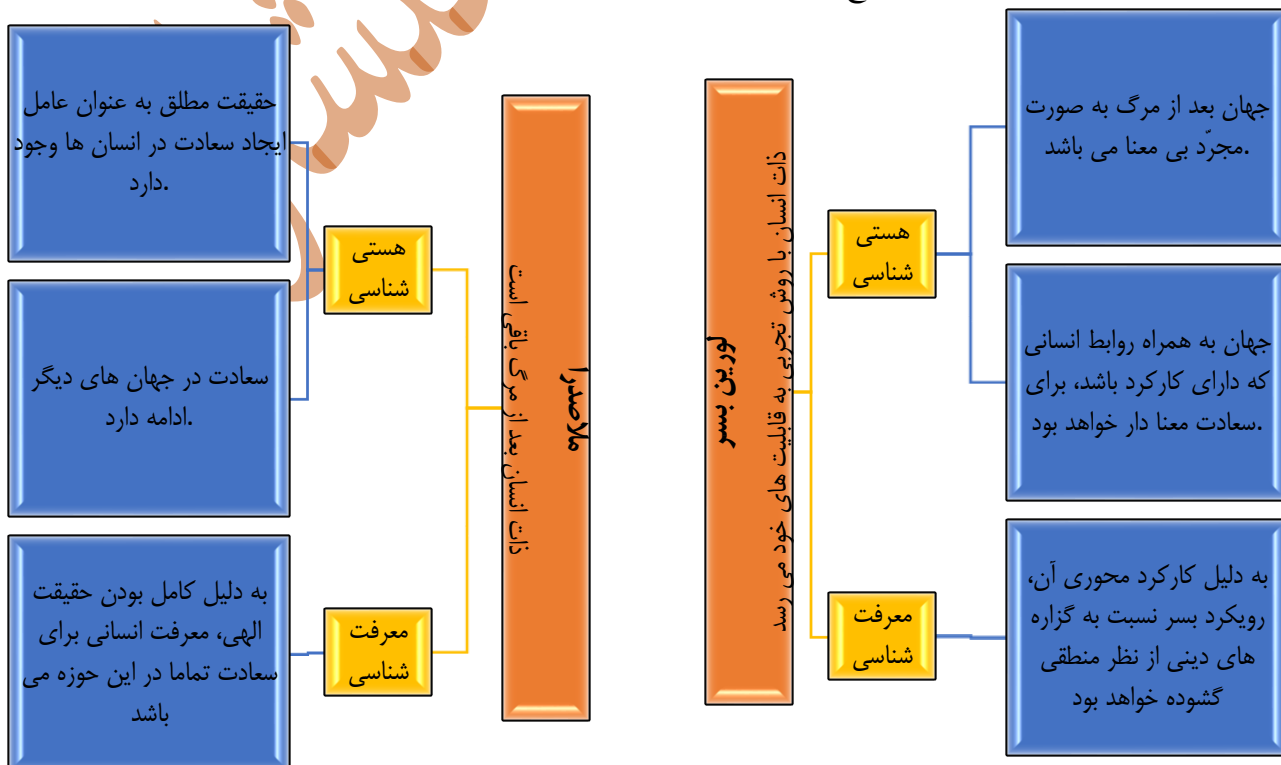 جهان بعد از مرگ به صورت
مجرّد بی معنا می باشد.
جهان به همراه روابط انسانی
که دارای کارکرد باشد، برای
سعادت معنا دار خواهد بود.
به دلیل کارکرد محوری آن،
رویکرد بسر نسبت به گزاره
های دینی از نظر منطقی
گشوده خواهد بود
هستی
شناسی
معرفت
شناسی
لورین بسر
ذات انسان با روش تجربی به قابلیت های خود می رسد
ملاصدرا
ذات انسان بعد از مرگ باقی است
هستی
شناسی
معرفت
شناسی
حقیقت مطلق به عنوان عامل
ایجاد سعادت در انسان ها وجود
دارد.
سعادت در جهان های دیگر
ادامه دارد.
به دلیل کامل بودن حقیقت
الهی، معرفت انسانی برای
سعادت تماما در این حوزه می
باشد